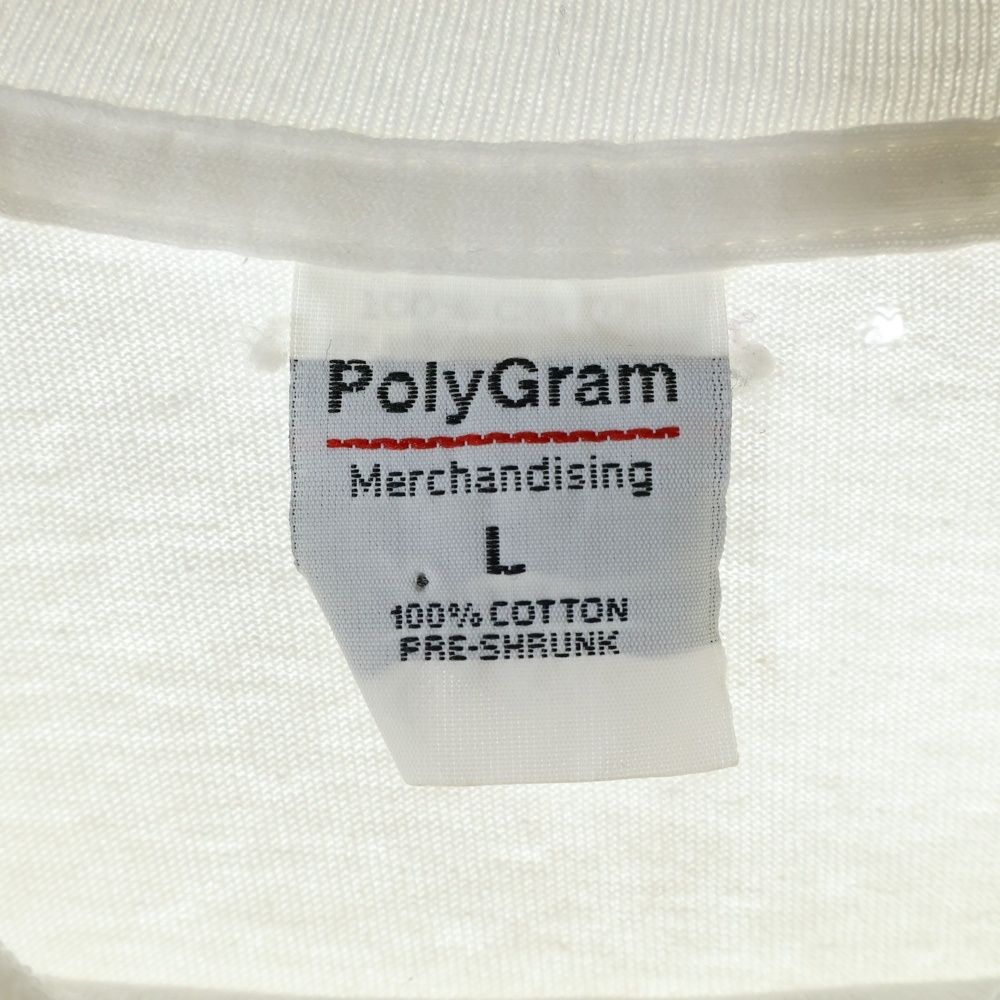 PolyGram
Merchandising
L
100% COTTON
PRE-SHRUNK